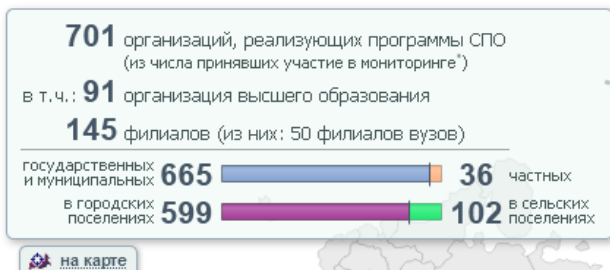 701 организаций, реализующих программы СПО
(из числа принявших участие в мониторинге*)
в т.ч.: 91 организация высшего образования
145 филиалов (из них: 50 филиалов вузов)
государственных
и муниципальных 665 36 частных
в городских
поселениях 599 102 в сельских
поселениях
на карте